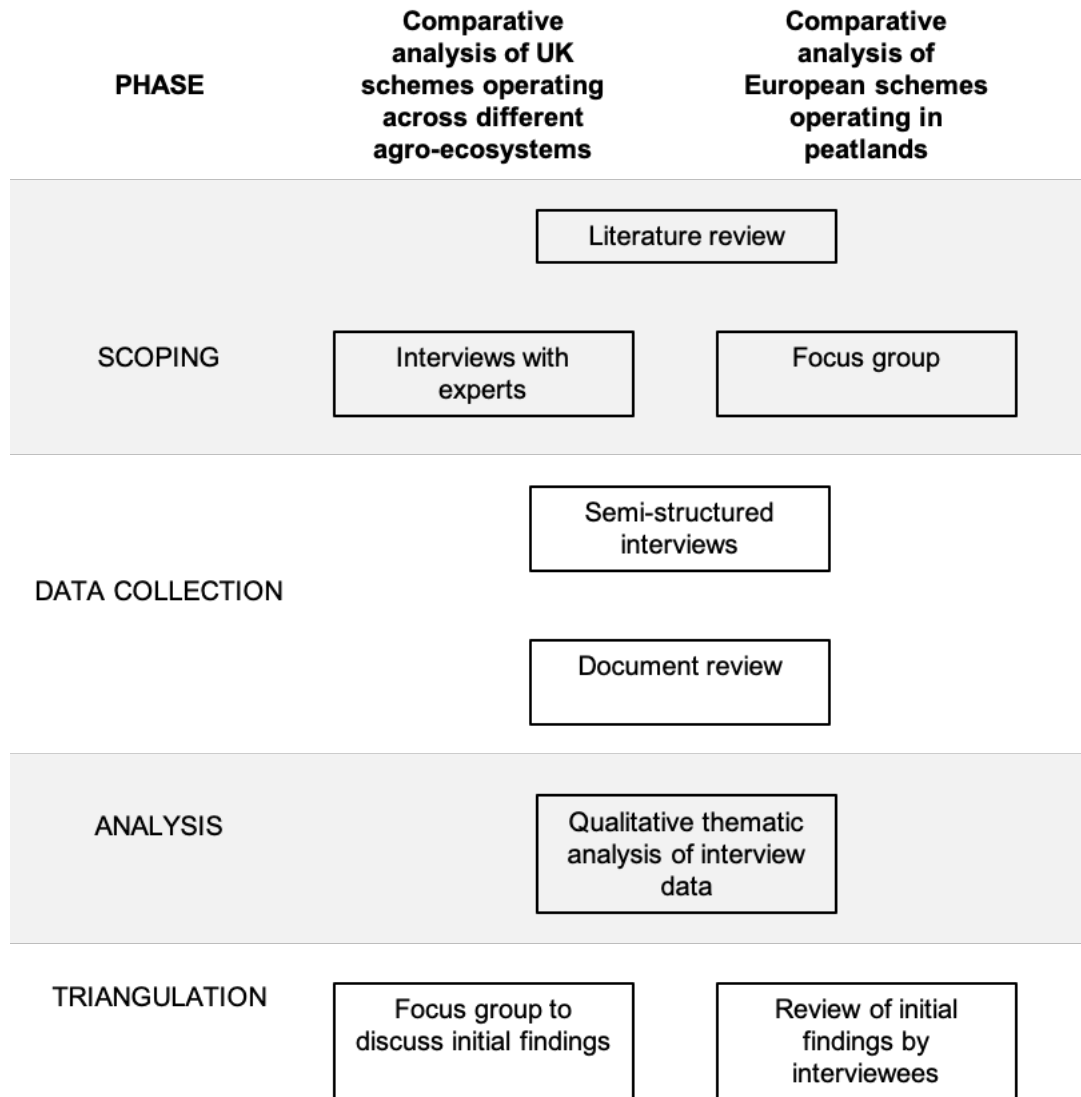 PHASE
Comparative
analysis of UK
schemes operating
across different
agro-ecosystems
Comparative
analysis of
European schemes
operating in
peatlands
Literature review
SCOPING
Interviews with
experts
Focus group
Semi-structured
interviews
DATA COLLECTION
Document review
ANALYSIS
Qualitative thematic
analysis of interview
data
TRIANGULATION
Focus group to
discuss initial findings
Review of initial
findings by
interviewees